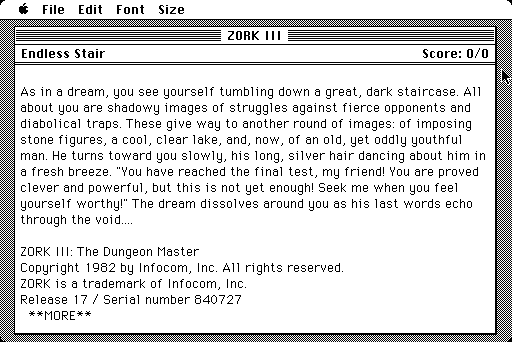 File Edit Font Size
ZORK III
Endless Stair Score: 0/0
As in a dream, you see yourself tumbling down a great, dark staircase. All
about you are shadowy images of struggles against fierce opponents and
diabolical traps. These give way to another round of images: of imposing
stone figures, a cool, clear lake, and, now, of an old, yet oddly youthful
man. He turns toward you slowly, his long, silver hair dancing about him in
a fresh breeze. "You have reached the final test, my friend! You are proved
clever and powerful, but this is not yet enough! Seek me when you feel
yourself worthy!" The dream dissolves around you as his last words echo
through the void....
ZORK III: The Dungeon Master
Copyright 1982 by Infocom, Inc. All rights reserved.
ZORK is a trademark of Infocom, Inc.
Release 17 / Serial number 840727
**MORE**